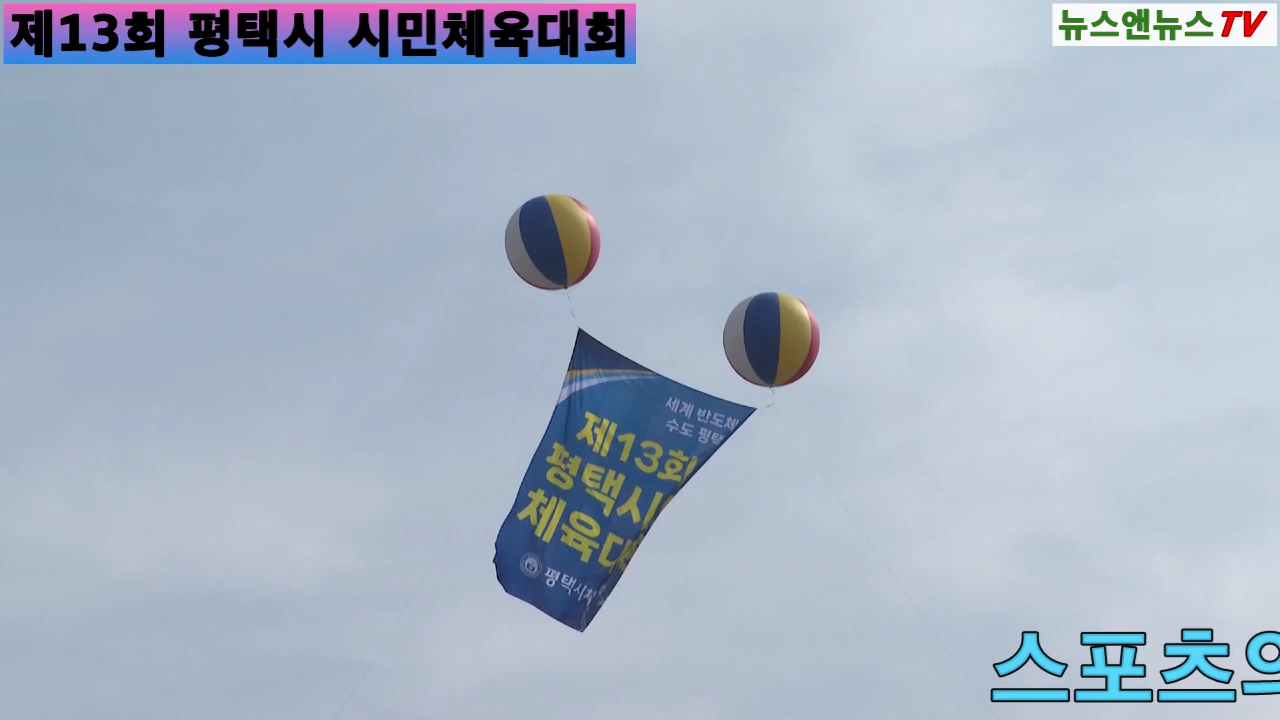 제13회 평택시 시민체육대회
뉴스앤뉴스TV
세계 반도체
수도 평택
제13회
평택시
체육대
평택시체
스포츠의